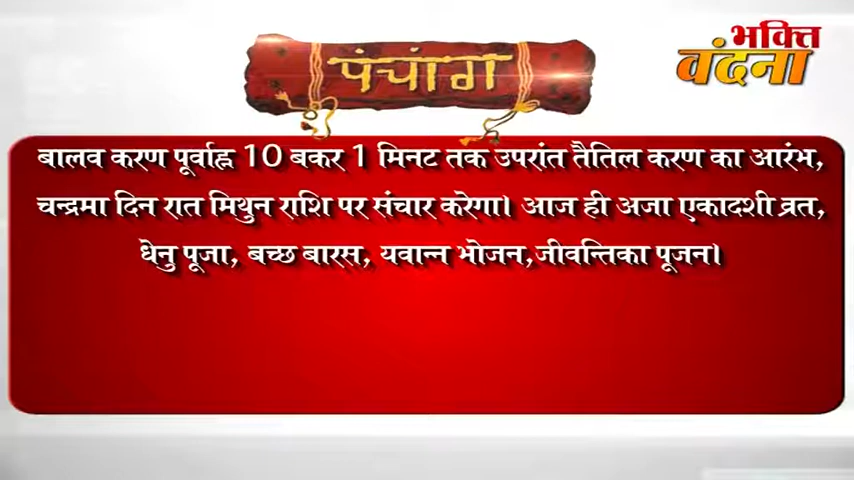 भक्ति
वंदना
पंचांग
बालव करण पूर्वाह्न 10 बकर 1 मिनट तक उपरांत तैतिल करण का आरंभ,
चन्द्रमा दिन रात मिथुन राशि पर संचार करेगा। आज ही अजा एकादशी व्रत,
धेनु पूजा, बच्छ बारस, यवान्न भोजन,जीवन्तिका पूजन।